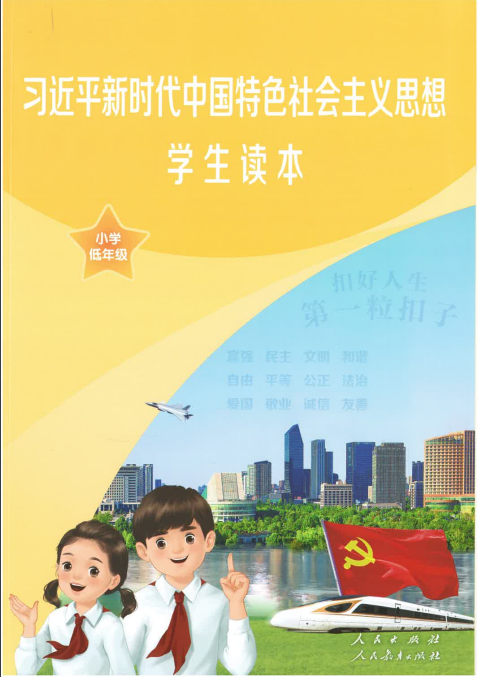 习近平新时代中国特色社会主义思想
学生读本
小学
低年级
扣好人生
第一粒扣子
富强 民主 文明 和谐
自由 平等 公正 法治
爱国 敬业 诚信 友善
人民出版社
人民教育出版社